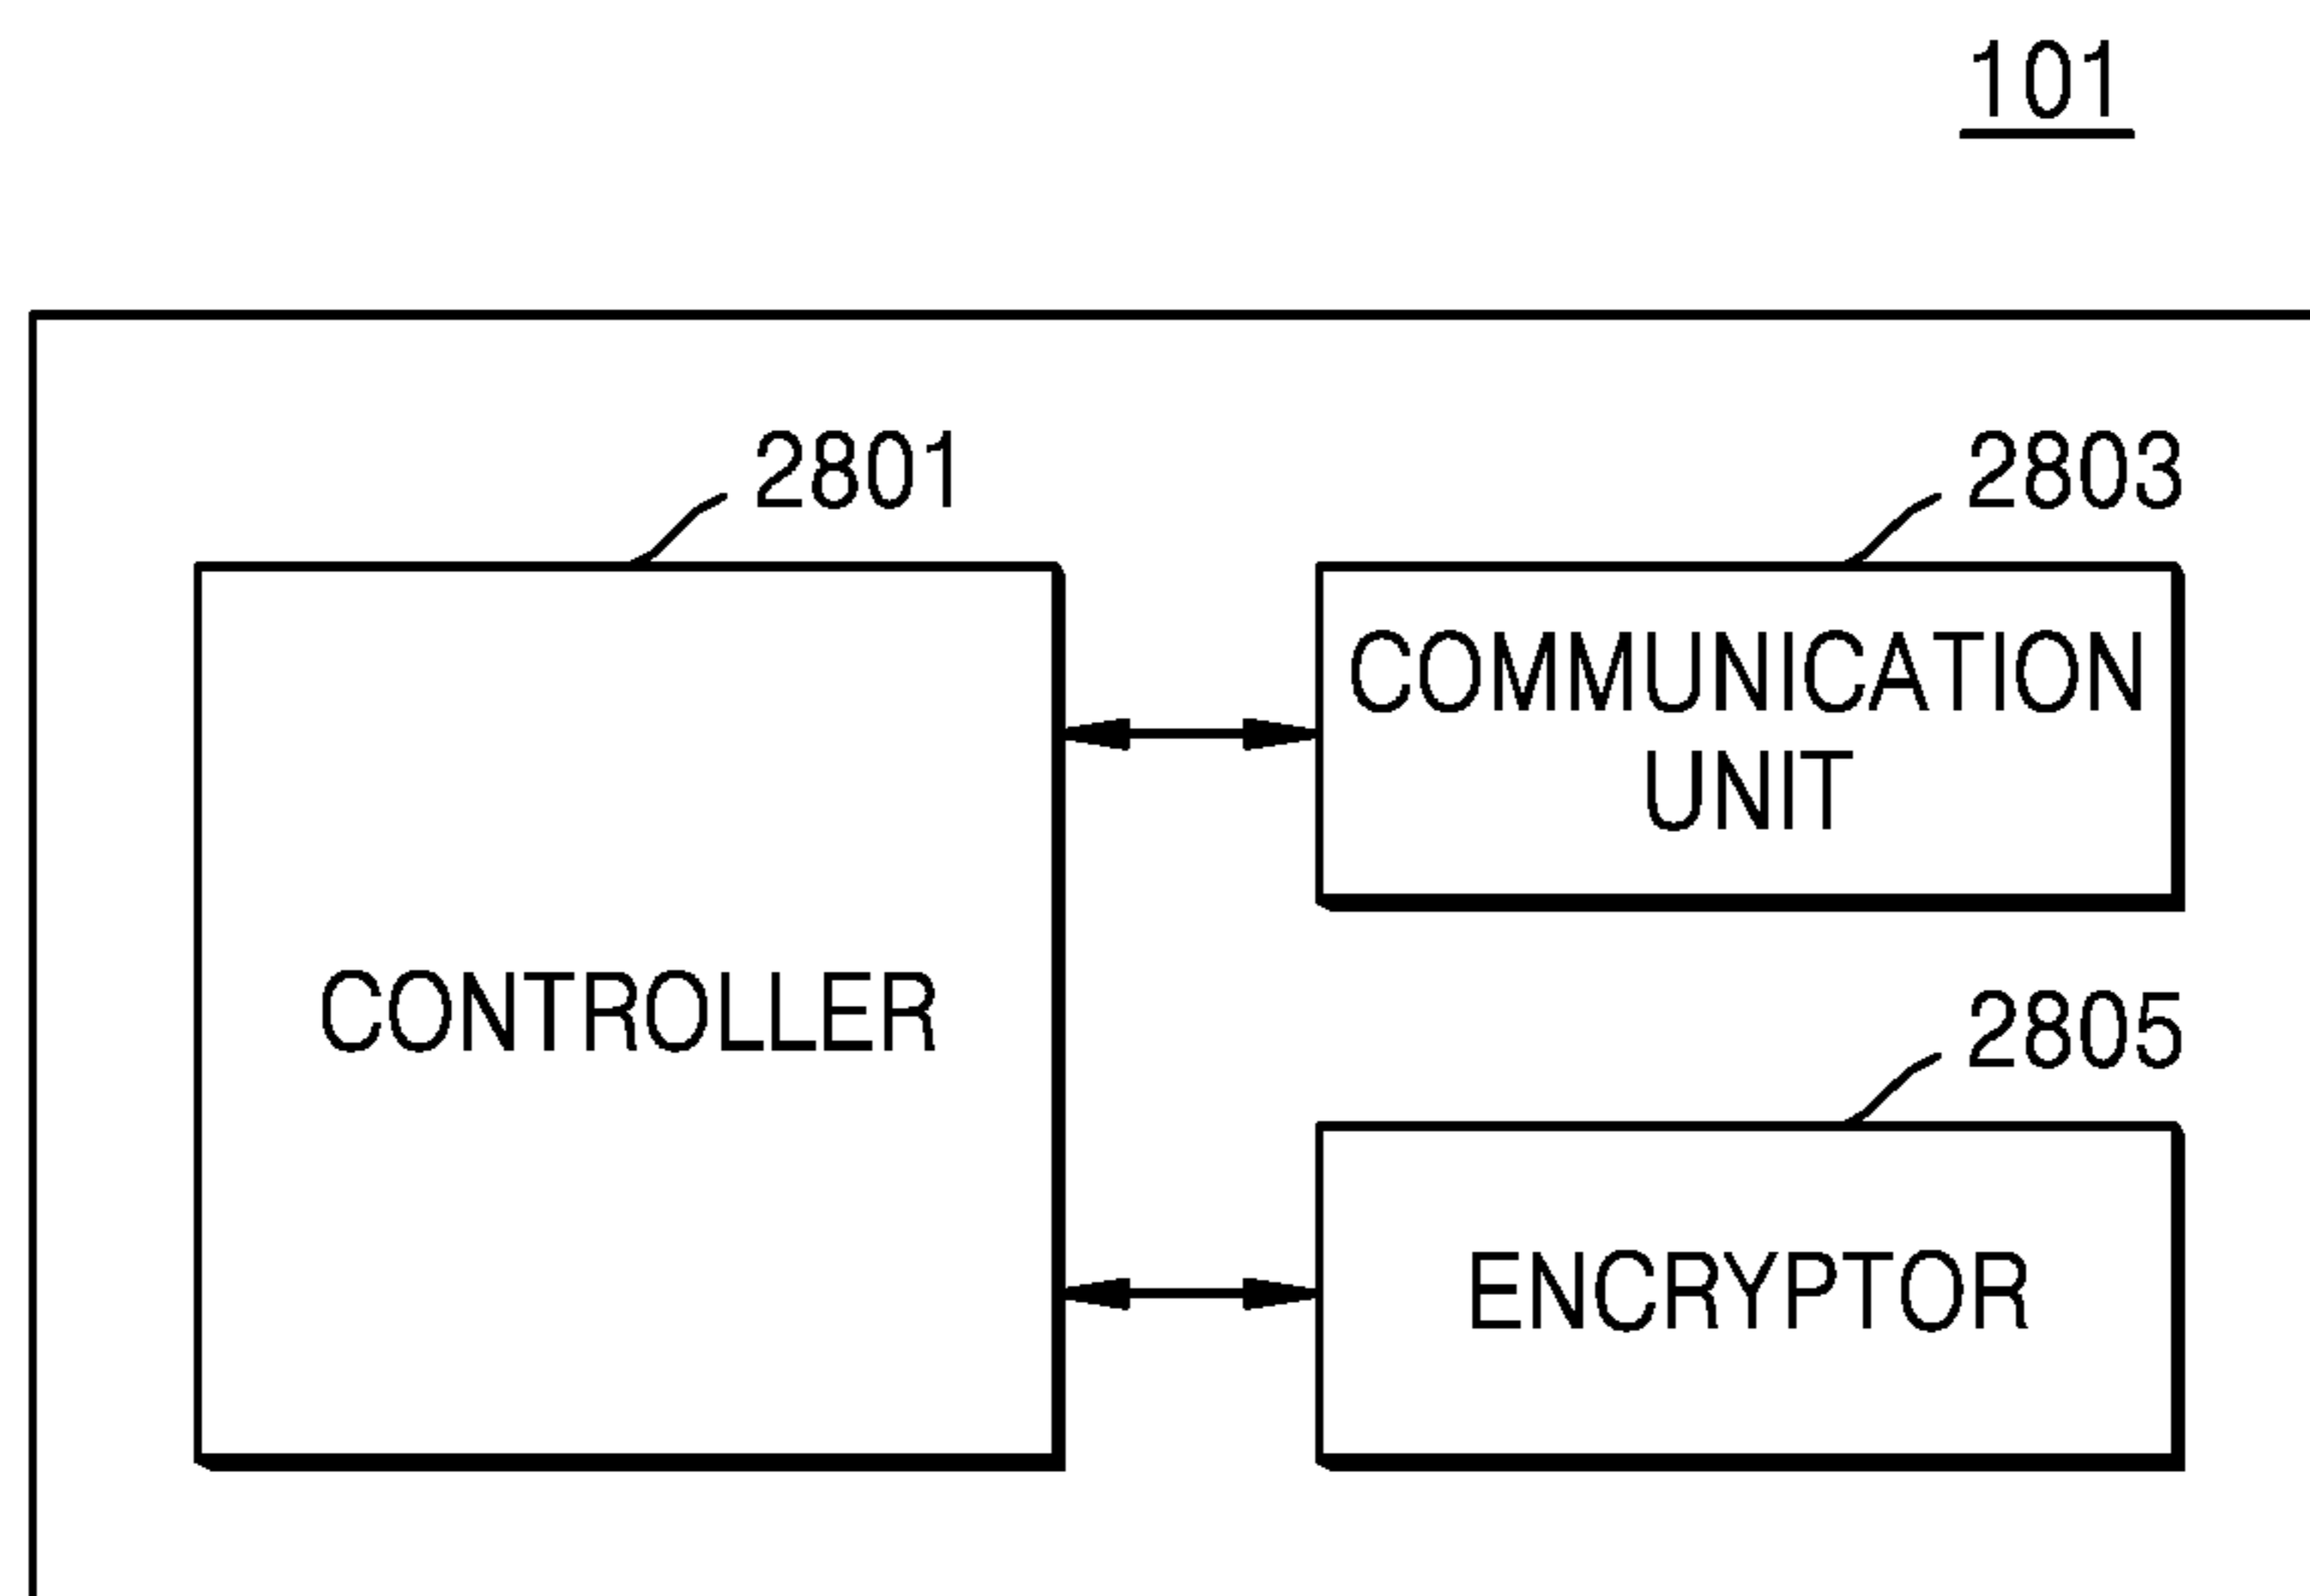 101
2801
2803
COMMUNICATION
UNIT
CONTROLLER
2805
ENCRYPTOR